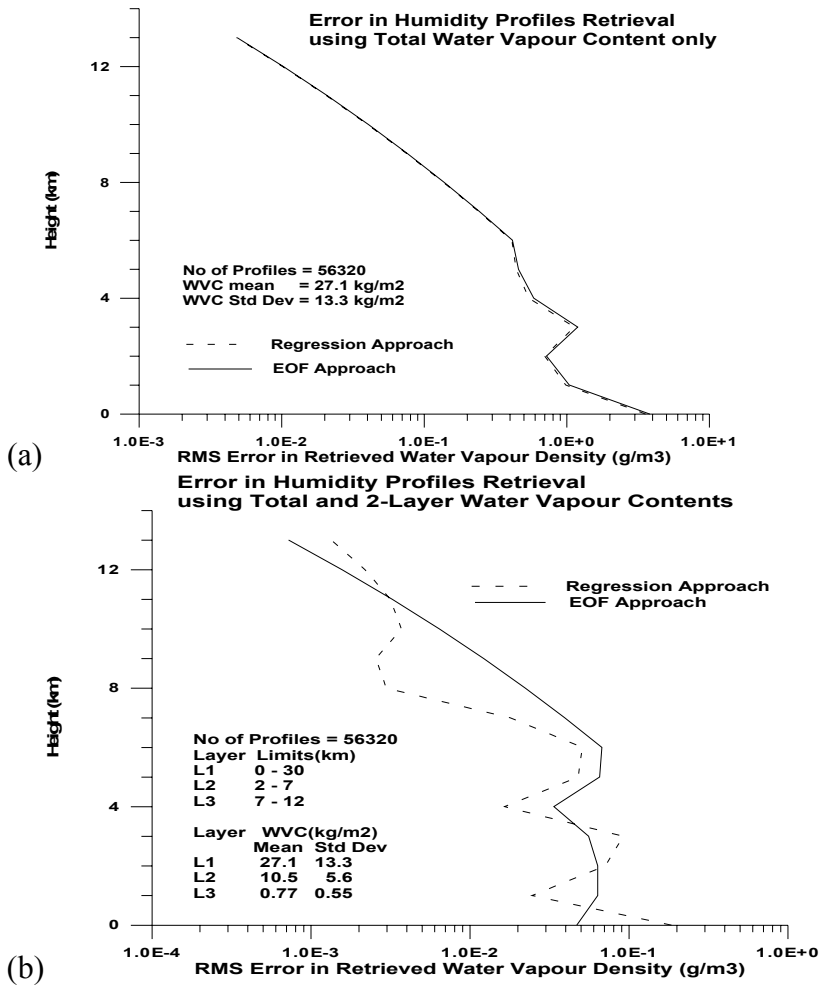 Error in Humidity Profiles Retrieval
using Total Water Vapour Content only
12
8
4
0
Height (km)
No of Profiles = 56320
WVC mean = 27.1 kg/m2
WVC Std Dev = 13.3 kg/m2
Regression Approach
EOF Approach
1.0E-3 1.0E-2 1.0E-1 1.0E+0 1.0E+1
RMS Error in Retrieved Water Vapour Density (g/m3)
(a)
Error in Humidity Profiles Retrieval
using Total and 2-Layer Water Vapour Contents
12
8
4
0
Height (km)
Regression Approach
EOF Approach
No of Profiles = 56320
Layer Limits(km)
L1 0 - 30
L2 2 - 7
L3 7 - 12
Layer WVC(kg/m2)
Mean Std Dev
L1 27.1 13.3
L2 10.5 5.6
L3 0.77 0.55
1.0E-4 1.0E-3 1.0E-2 1.0E-1 1.0E+0
RMS Error in Retrieved Water Vapour Density (g/m3)
(b)